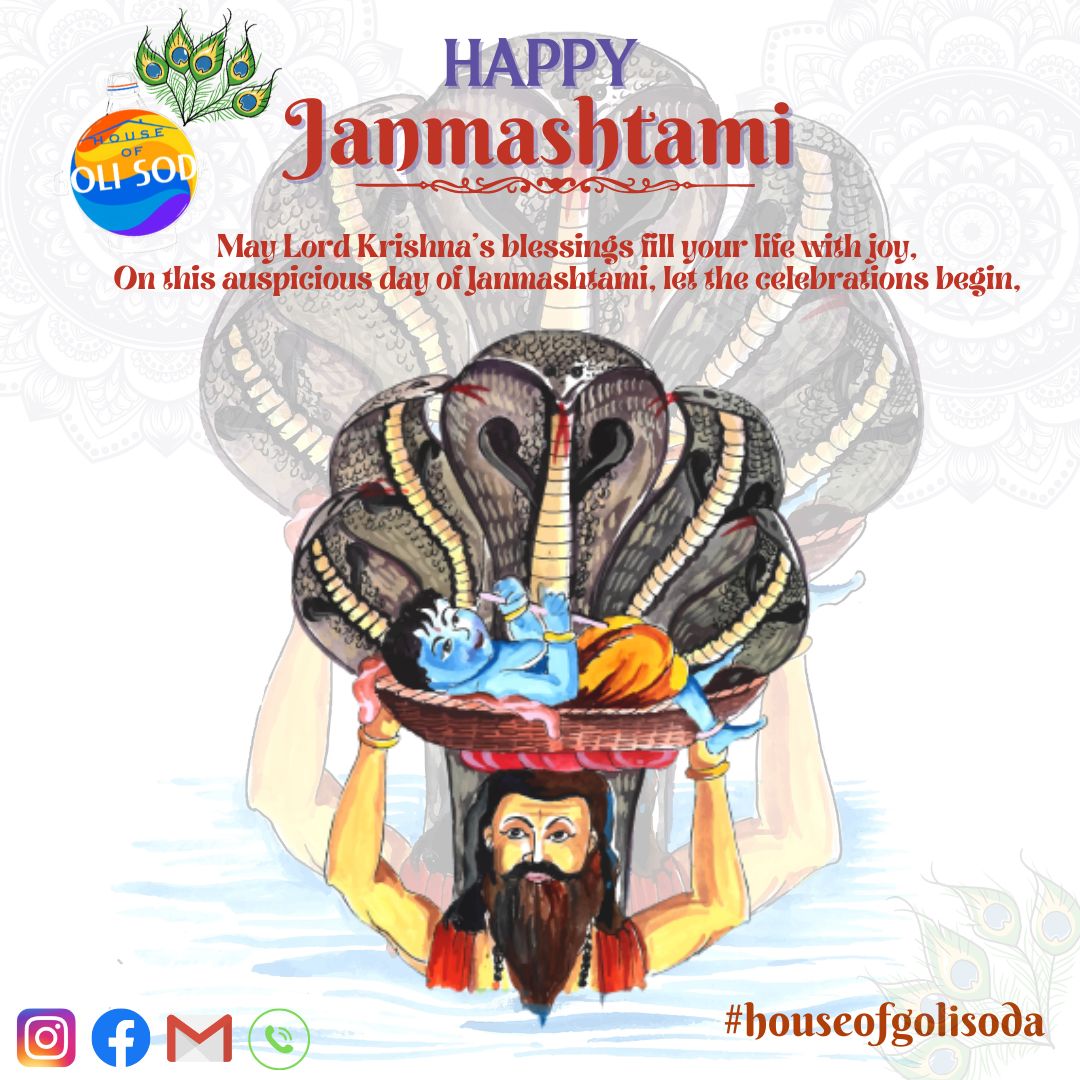 HAPPY
Janmashtami
HOUSE
OF
OLI SOD
May Lord Krishna's blessings fill your life with joy,
On this auspicious day of Janmashtami, let the celebrations begin,
#houseofgolisoda